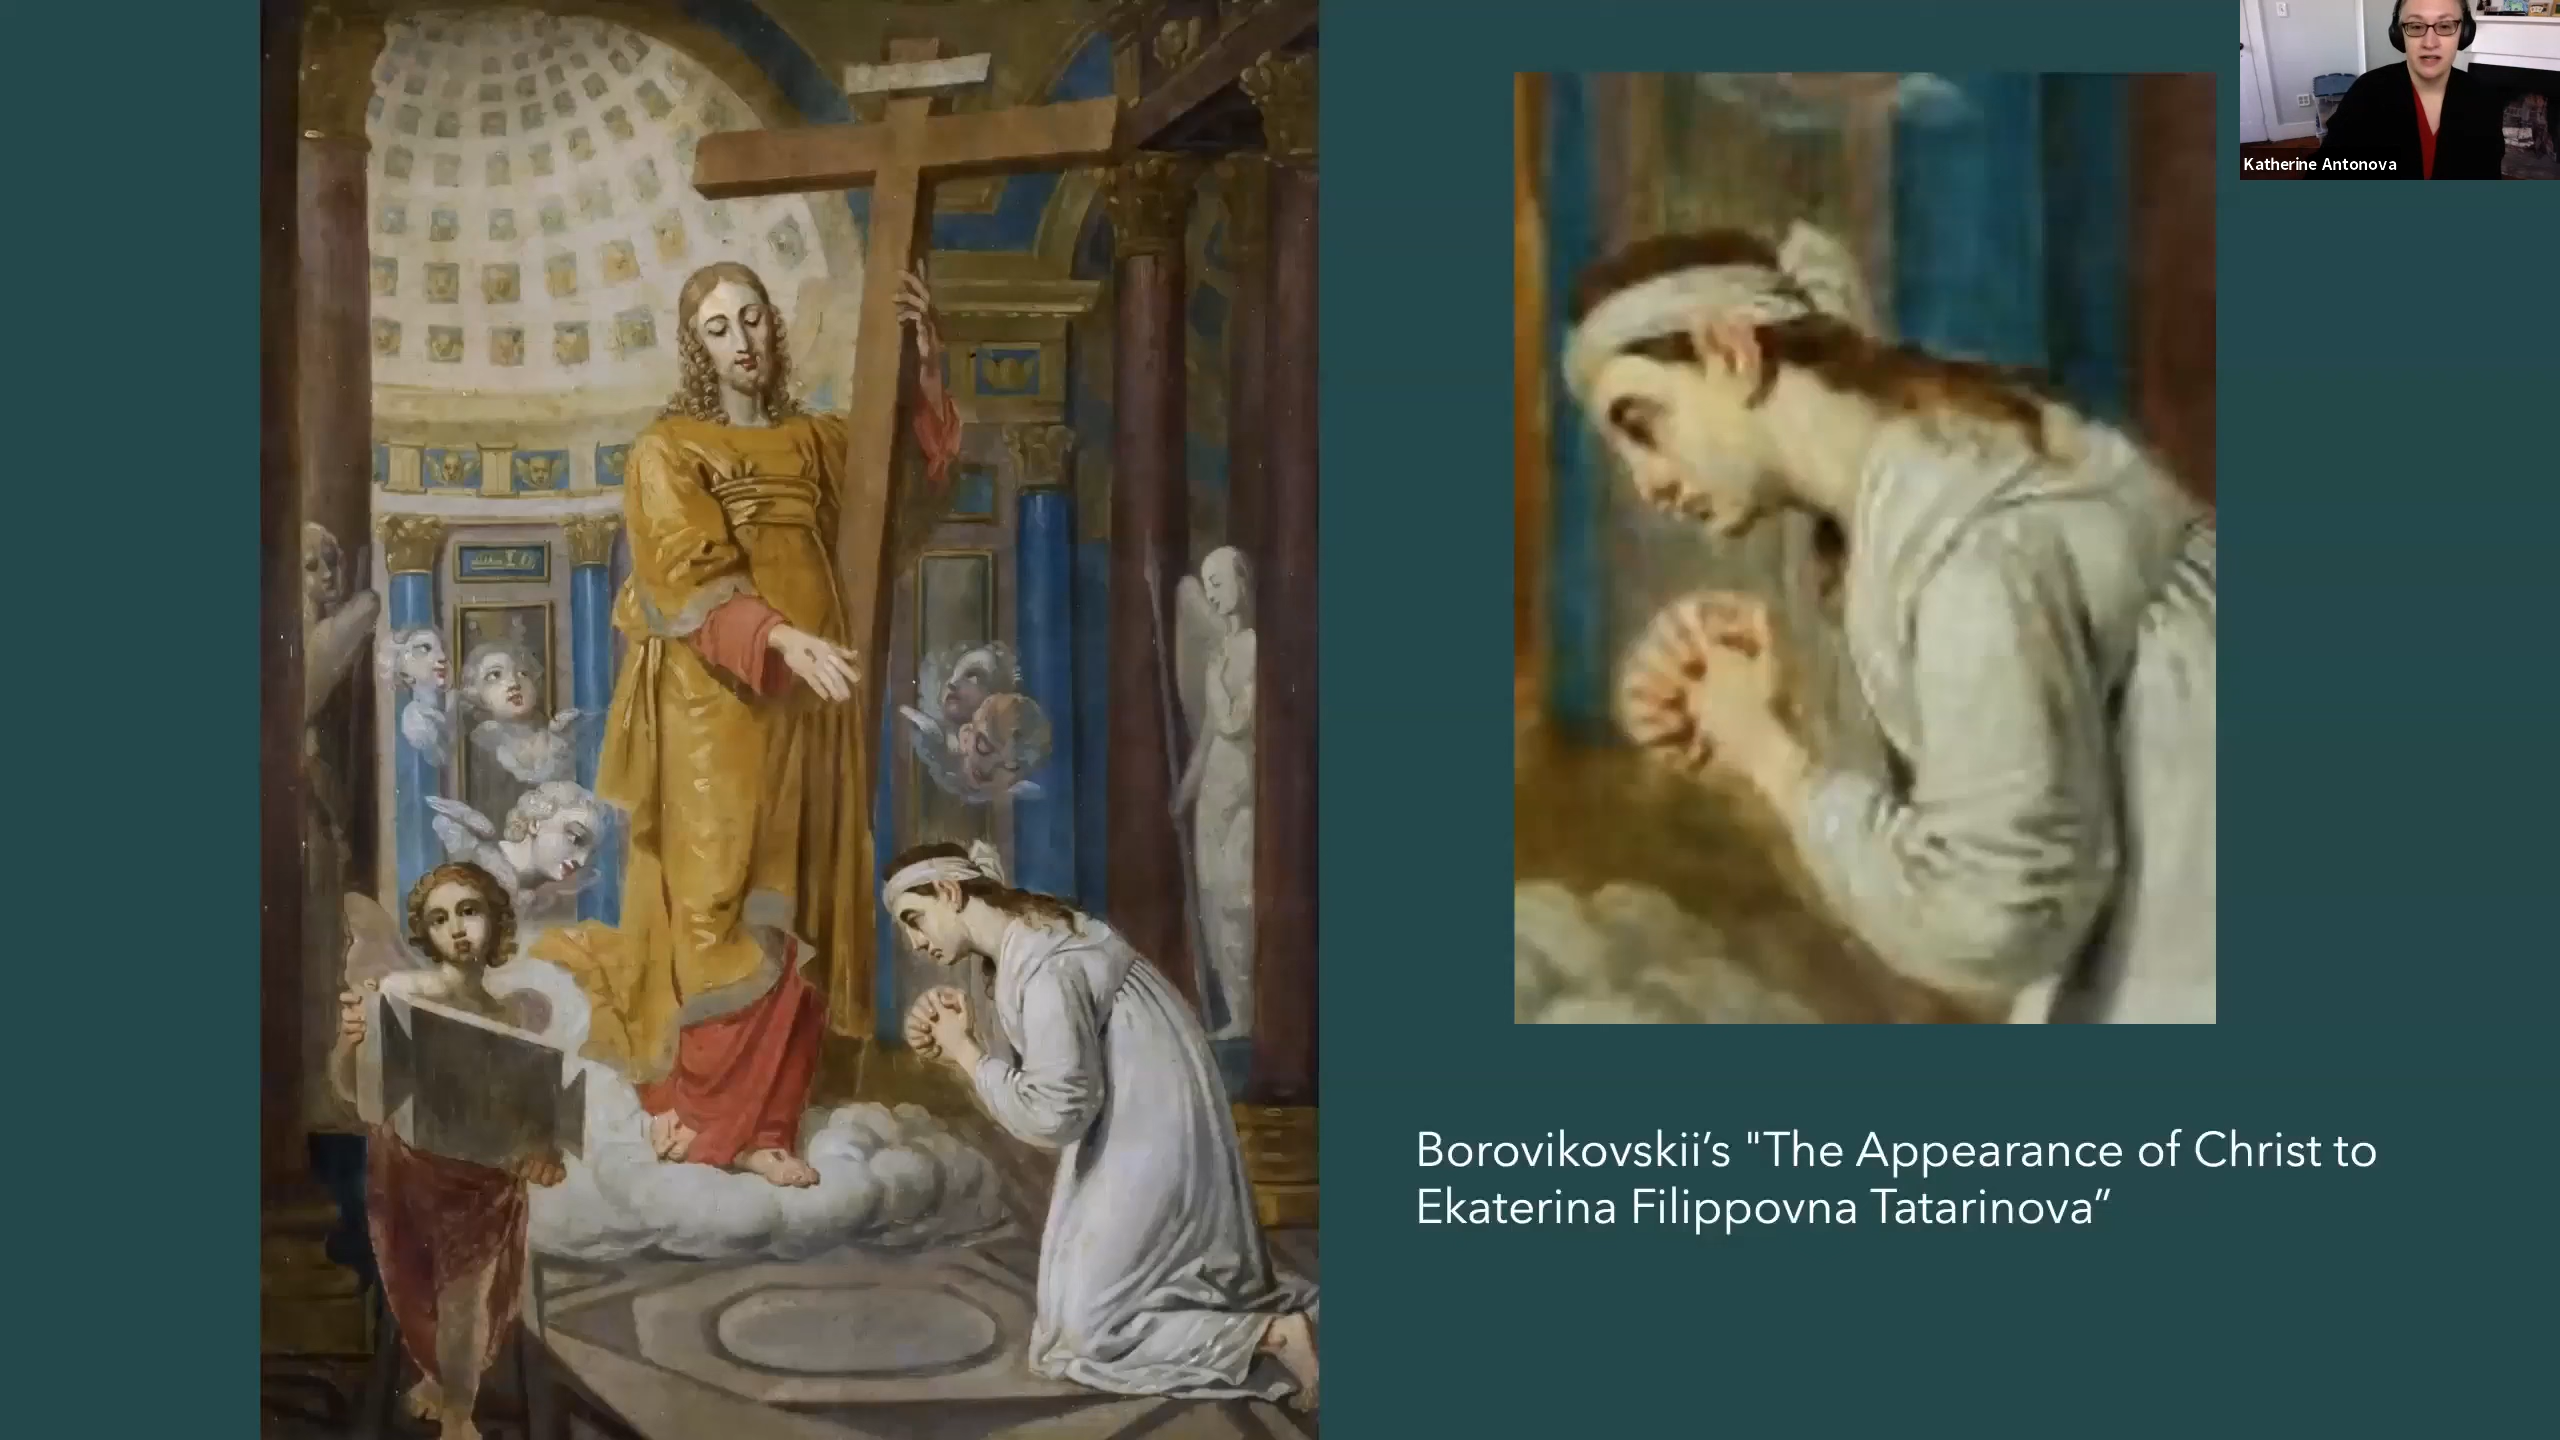 Katherine Antonova
Borovikovskii’s "The Appearance of Christ to
Ekaterina Filippovna Tatarinova”